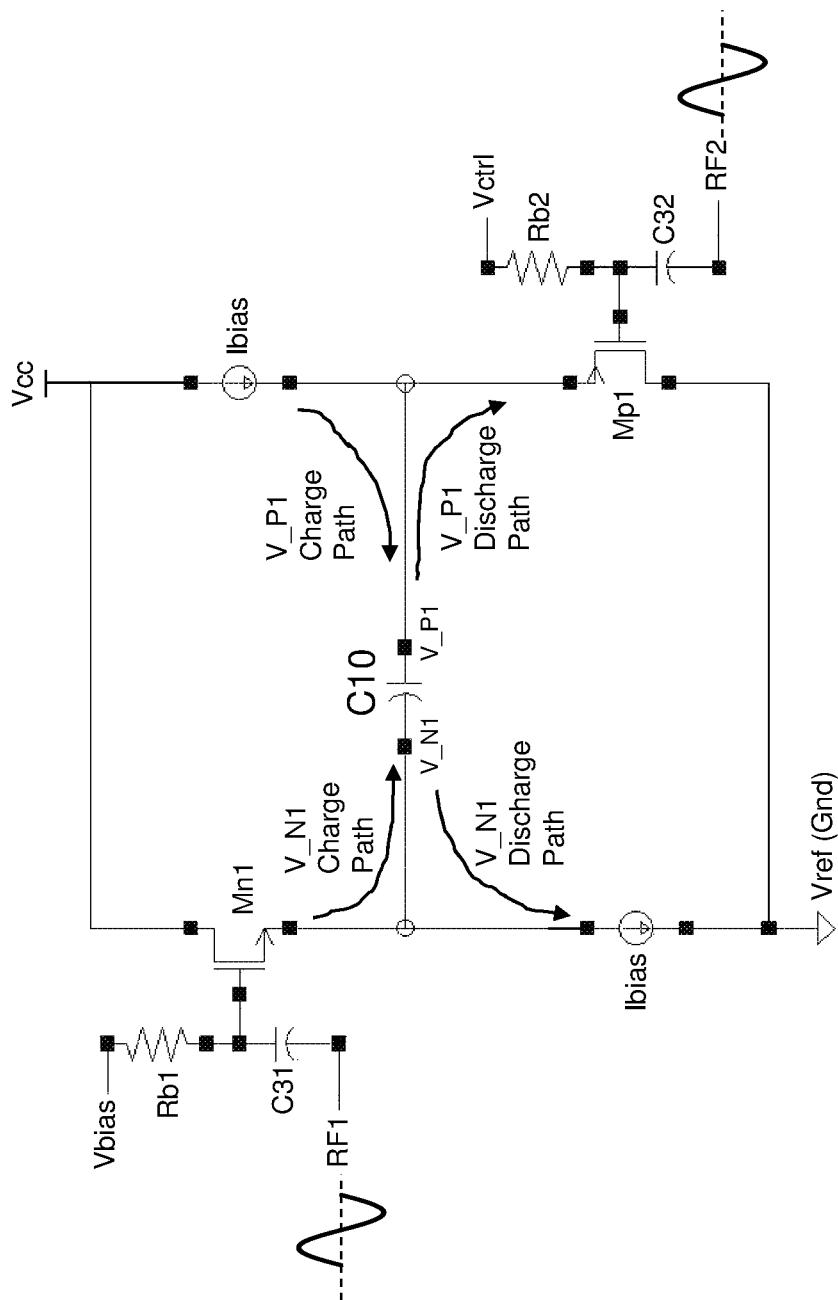 Vcc
Vbias
Rb1
C31
RF1
Mn1
V_N1
Charge
Path
C10
V_N1
V_P1
V_N1
Discharge
Path
Ibias
Vref (Gnd)
Ibias
V_P1
Charge
Path
V_P1
Discharge
Path
Mp1
Vctrl
Rb2
C32
RF2